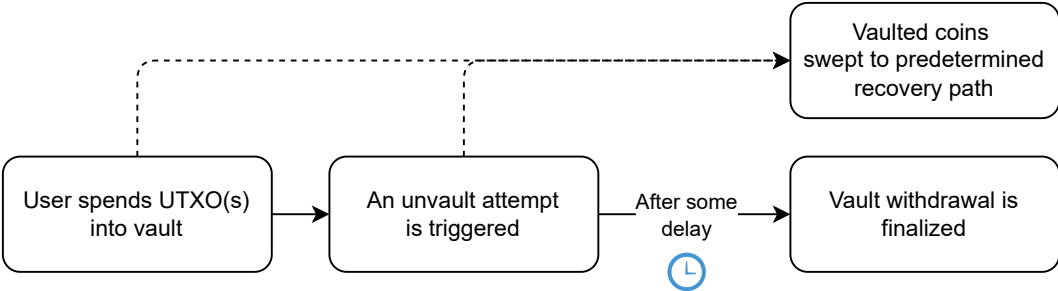 Vaulted coins
swept to predetermined
recovery path
User spends UTXO(s)
into vault
An unvault attempt
is triggered
After some
delay
Vault withdrawal is
finalized